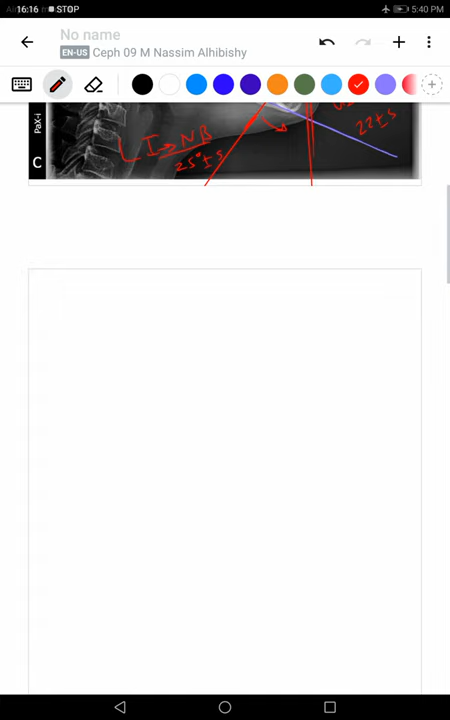 16:16 STOP
5:40 PM
No name
EN-US Ceph 09 M Nassim Alhibishy
PaX-i
C
LI → NB
25° ± 5
22 ± 5